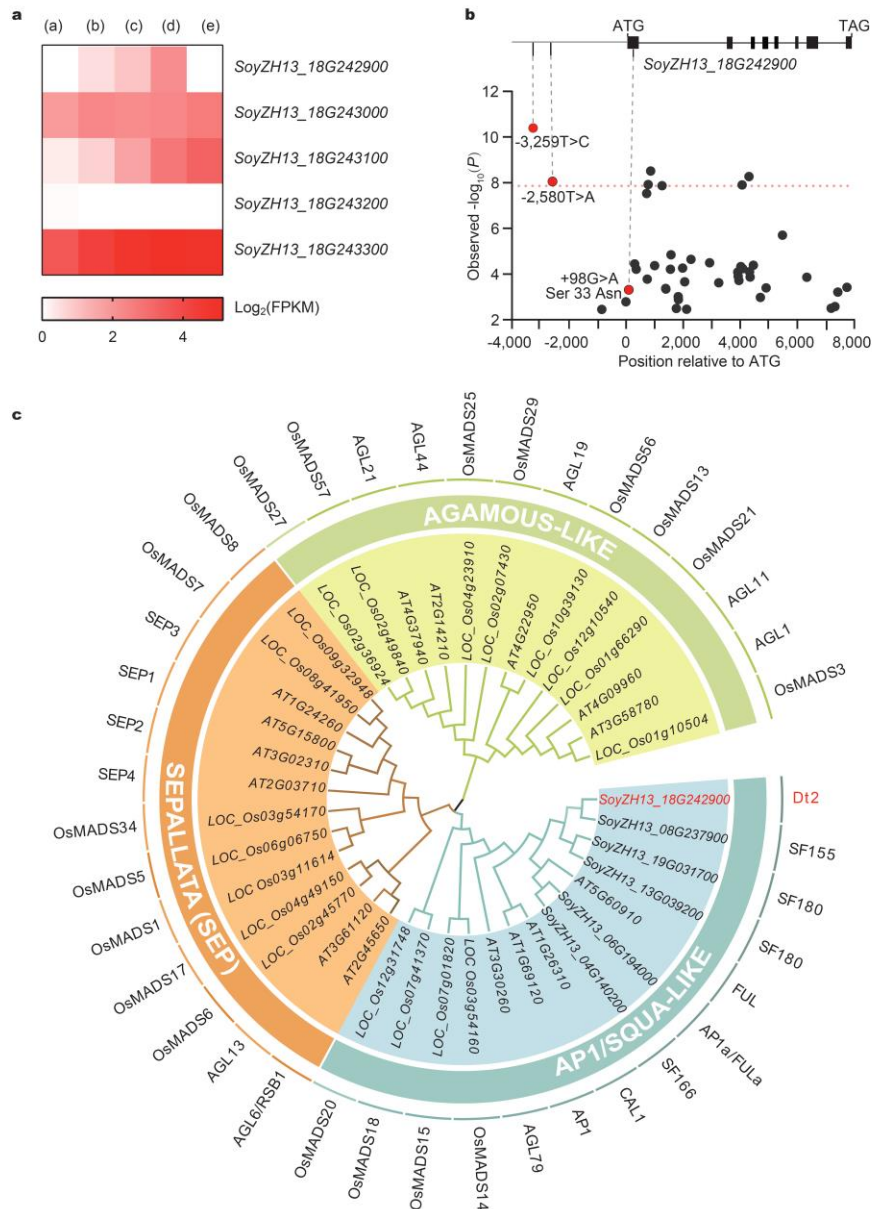 a
(a) (b) (c) (d) (e)
SoyZH13_18G242900
SoyZH13_18G243000
SoyZH13_18G243100
SoyZH13_18G243200
SoyZH13_18G243300
Log2(FPKM)
0 2 4
b
ATG
TAG
SoyZH13_18G242900
12
10
8
6
4
2
Observed -log10(P)
-3,259T>C
-2,580T>A
+98G>A
Ser 33 Asn
-4,000 -2,000 0 2,000 4,000 6,000 8,000
Position relative to ATG
c
AGAMOUS-LIKE
OsMADS27
OsMADS57
AGL21
AGL44
OsMADS25
OsMADS29
AGL19
OsMADS56
OsMADS13
OsMADS21
AGL11
AGL1
OsMADS3
LOC_Os02g36924
LOC_Os02g49840
AT4G37940
AT2G14210
LOC_Os04g23910
LOC_Os02g07430
AT4G22950
LOC_Os10g39130
LOC_Os12g10540
LOC_Os01g66290
AT4G09960
AT3G58780
LOC_Os01g10504
AP1/SQUA-LIKE
Dt2
SF155
SF180
SF180
FUL
AP1a/FULa
SF166
CAL1
AP1
AGL79
OsMADS14
OsMADS15
OsMADS18
OsMADS20
SoyZH13_18G242900
SoyZH13_08G237900
SoyZH13_19G031700
SoyZH13_13G039200
AT5G60910
SoyZH13_06G194000
SoyZH13_04G140200
AT1G26310
AT1G69120
AT3G30260
LOC_Os03g54160
LOC_Os07g01820
LOC_Os07g41370
LOC_Os12g31748
SEPALLATA (SEP)
AGL6/RSB1
AGL13
OsMADS6
OsMADS17
OsMADS1
OsMADS5
OsMADS34
SEP4
SEP2
SEP1
SEP3
OsMADS7
OsMADS8
AT2G45650
AT3G61120
LOC_Os02g45770
LOC_Os04g49150
LOC Os03g11614
LOC_Os06g06750
LOC_Os03g54170
AT2G03710
AT3G02310
AT5G15800
AT1G24260
LOC_Os08g41950
LOC_Os09g32948